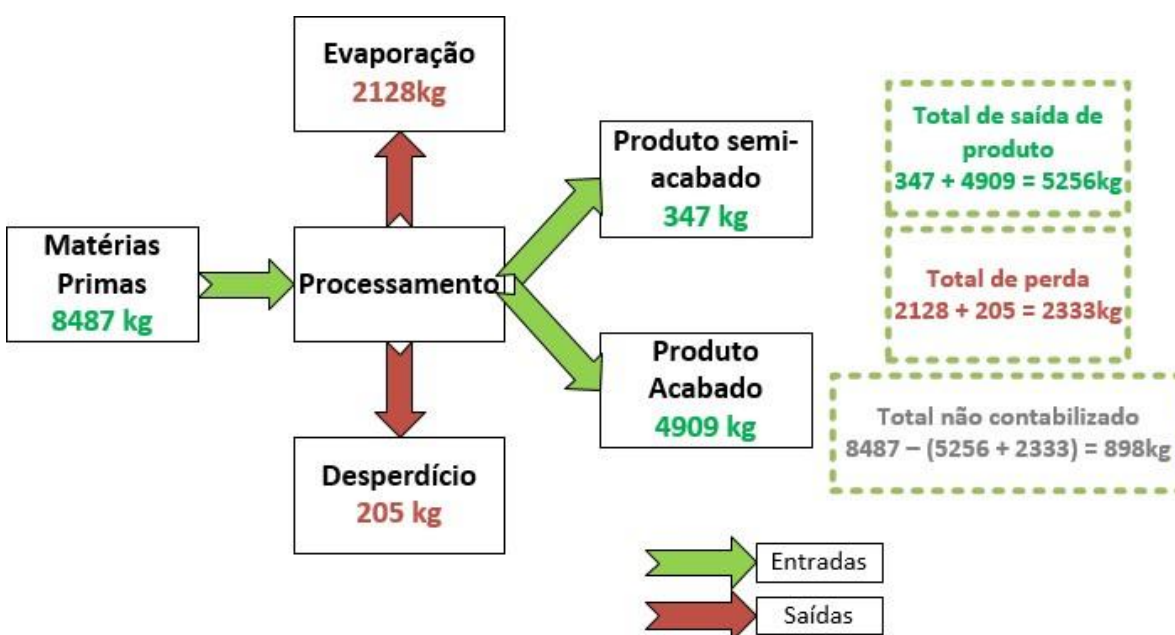 Evaporação
2128kg
Matérias
Primas
8487 kg
Processamento
Desperdício
205 kg
Produto semi-
acabado
347 kg
Produto
Acabado
4909 kg
Total de saída de
produto
347 + 4909 = 5256kg
Total de perda
2128 + 205 = 2333kg
Total não contabilizado
8487 – (5256 + 2333) = 898kg
Entradas
Saídas